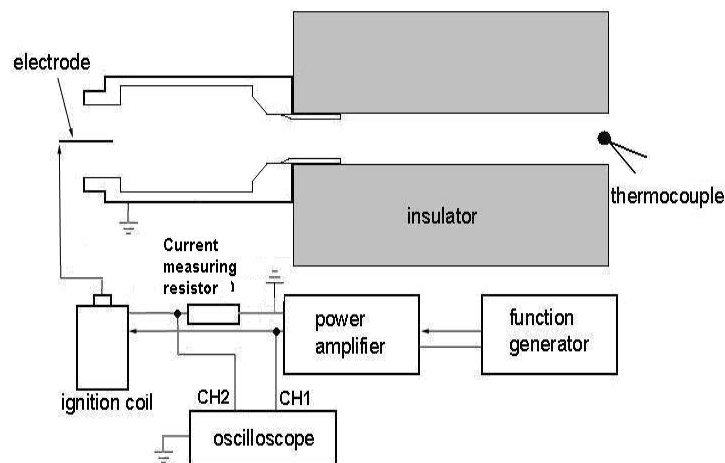 electrode
thermocouple
insulator
Current
measuring
resistor )
power
amplifier
function
generator
ignition coil
CH2
CH1
oscilloscope